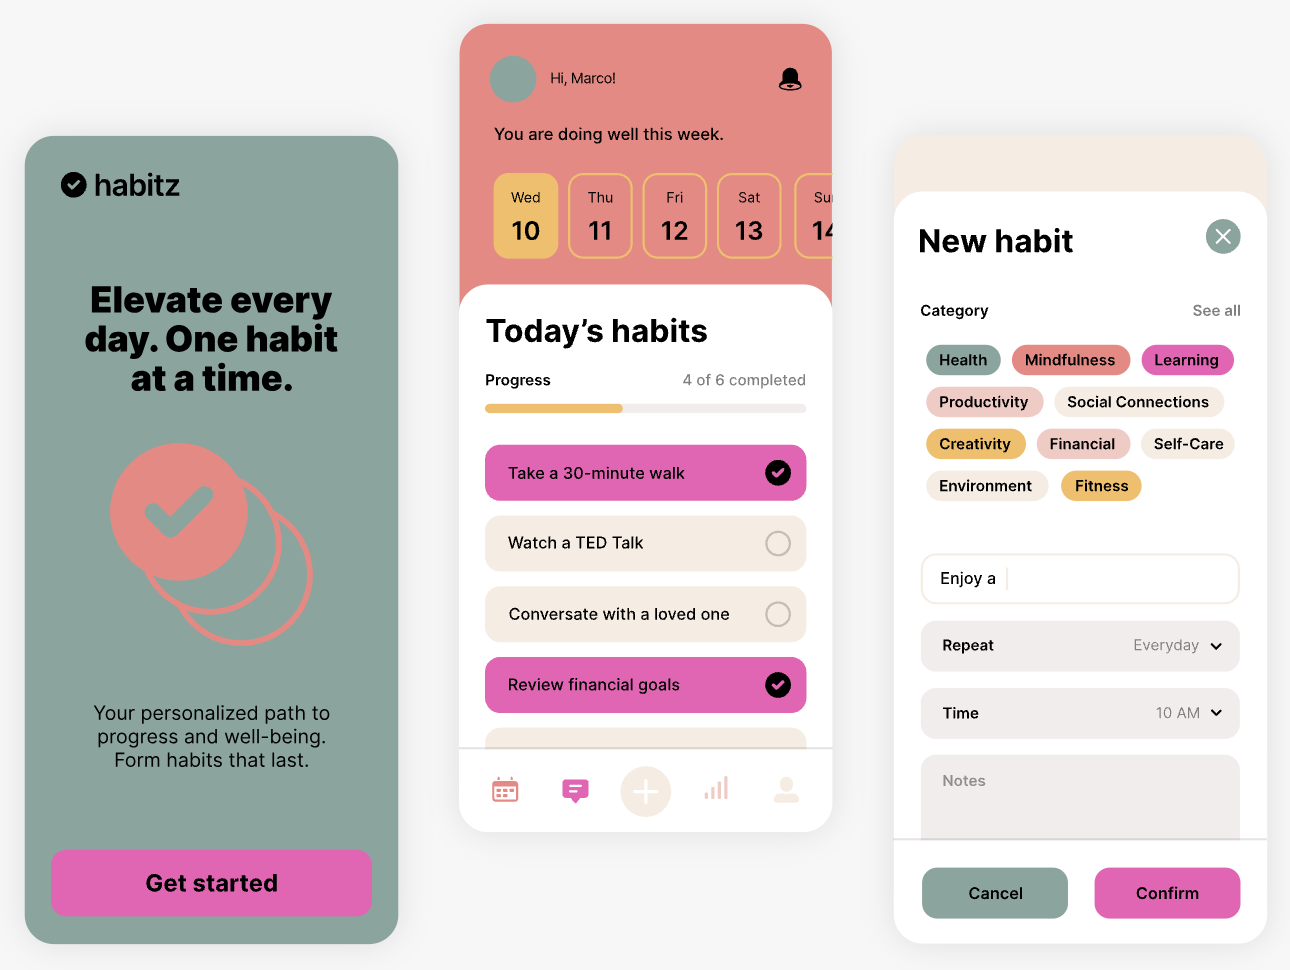 habitz
Elevate every
day. One habit
at a time.
Your personalized path to
progress and well-being.
Form habits that last.
Get started
Hi, Marco!
You are doing well this week.
Wed Thu Fri Sat Su
10 11 12 13 14
Today’s habits
Progress 4 of 6 completed
Take a 30-minute walk
Watch a TED Talk
Conversate with a loved one
Review financial goals
New habit
Category See all
Health Mindfulness Learning
Productivity Social Connections
Creativity Financial Self-Care
Environment Fitness
Enjoy a
Repeat Everyday
Time 10 AM
Notes
Cancel Confirm